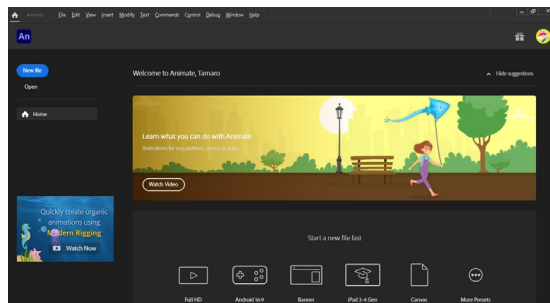 Animate File Edit View Insert Modify Text Commands Control Debug Window Help
An
New file
Open
Home
Welcome to Animate, Tamaro
Hide suggestions
Learn what you can do with Animate
Animations for any platform, device or style
Watch Video
Quickly create organic
animations using
Modern Rigging
Watch Now
Start a new file fast
Full HD
Android 16:9
Banner
iPad 3-4 Gen
Canvas
More Presets